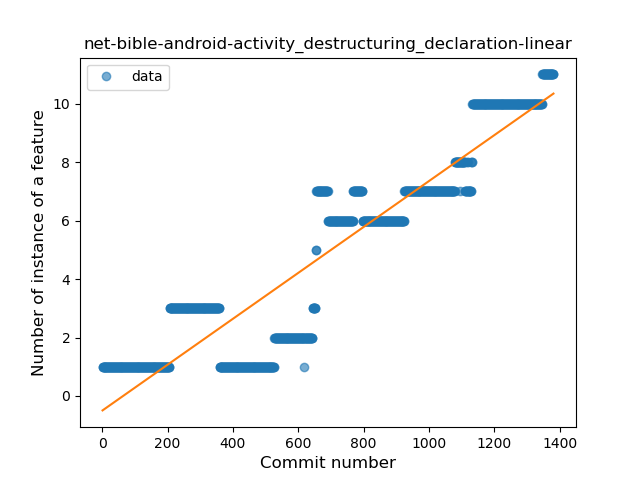 net-bible-android-activity_destructuring_declaration-linear
data
Number of instance of a feature
10
8
6
4
2
0
0 200 400 600 800 1000 1200 1400
Commit number